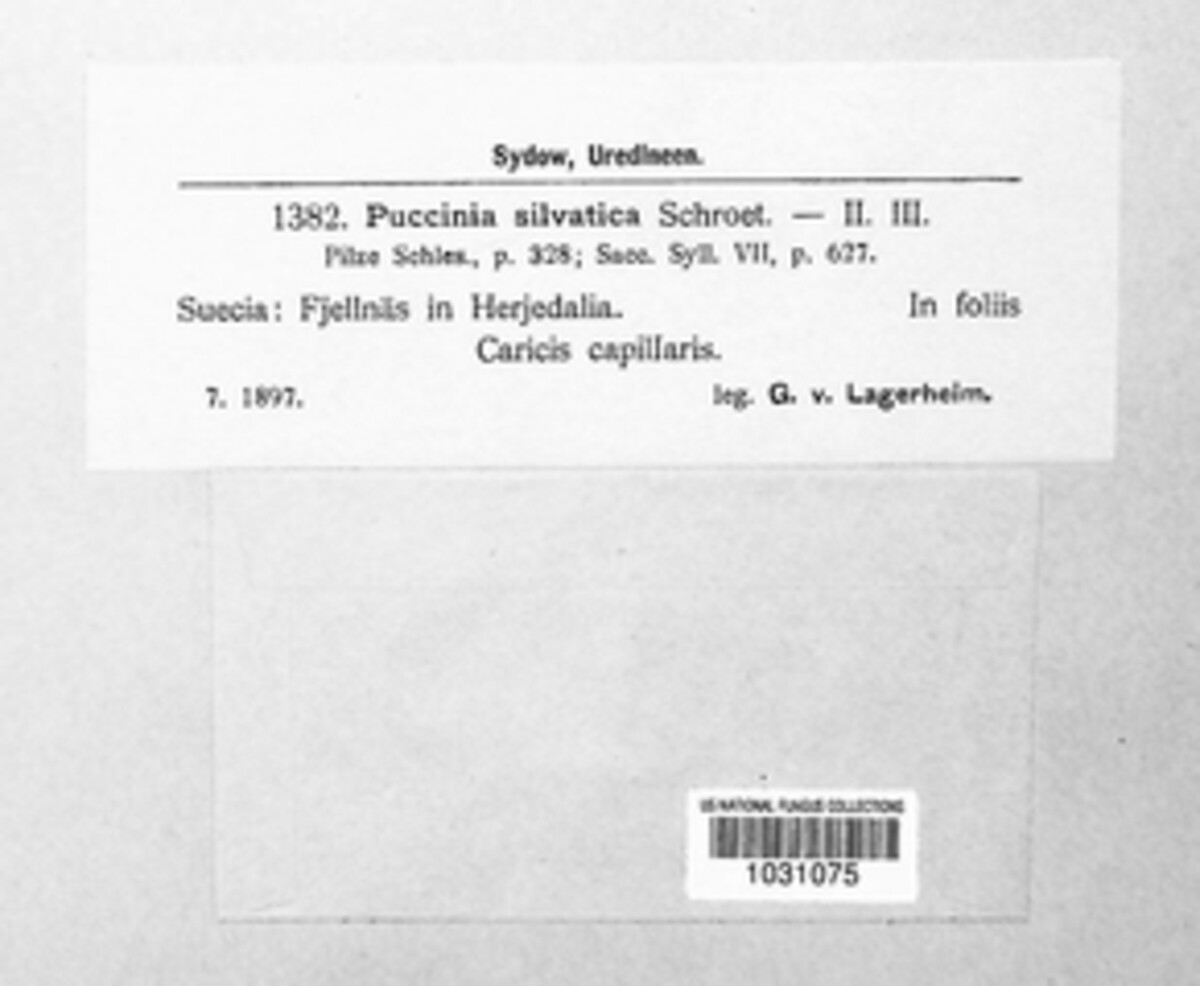 Sydow, Uredineen.
1382. Puccinia silvatica Schroet. — II. III.
Pilze Schles., p. 328; Sacc. Syll. VII, p. 627.
Suecia: Fjellnäs in Herjedalia. In foliis
Caricis capillaris.
7. 1897. leg. G. v. Lagerheim.
US NATIONAL FUNGUS COLLECTIONS
1031075